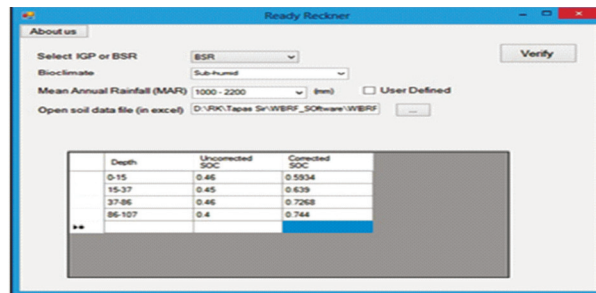 Ready Reckner
About us
Select IGP or BSR BSR Verify
Bioclimate Sub-humid
Mean Annual Rainfall (MAR) 1000 - 2200 (mm) User Defined
Open soil data file (in excel) D:\RK\Tapas Sir\WBRF_SOftware\WBRF ...
Depth Uncorrected SOC Corrected SOC
0-15 0.46 0.5934
15-37 0.45 0.639
37-86 0.46 0.7268
86-107 0.4 0.744